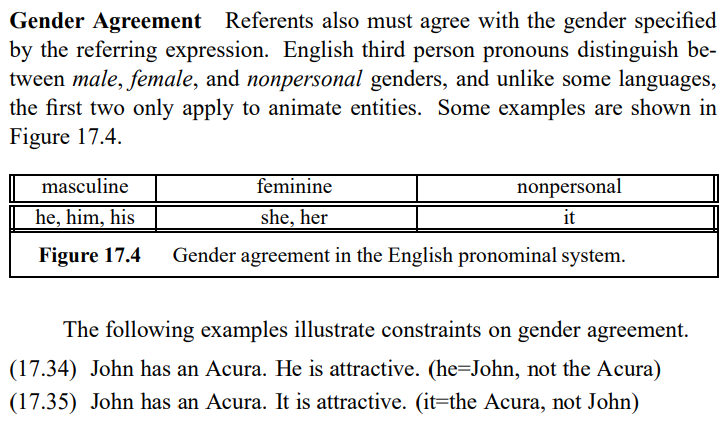 Gender Agreement Referents also must agree with the gender specified
by the referring expression. English third person pronouns distinguish be-
tween male, female, and nonpersonal genders, and unlike some languages,
the first two only apply to animate entities. Some examples are shown in
Figure 17.4.
masculine feminine nonpersonal
he, him, his she, her it
Figure 17.4 Gender agreement in the English pronominal system.
The following examples illustrate constraints on gender agreement.
(17.34) John has an Acura. He is attractive. (he=John, not the Acura)
(17.35) John has an Acura. It is attractive. (it=the Acura, not John)